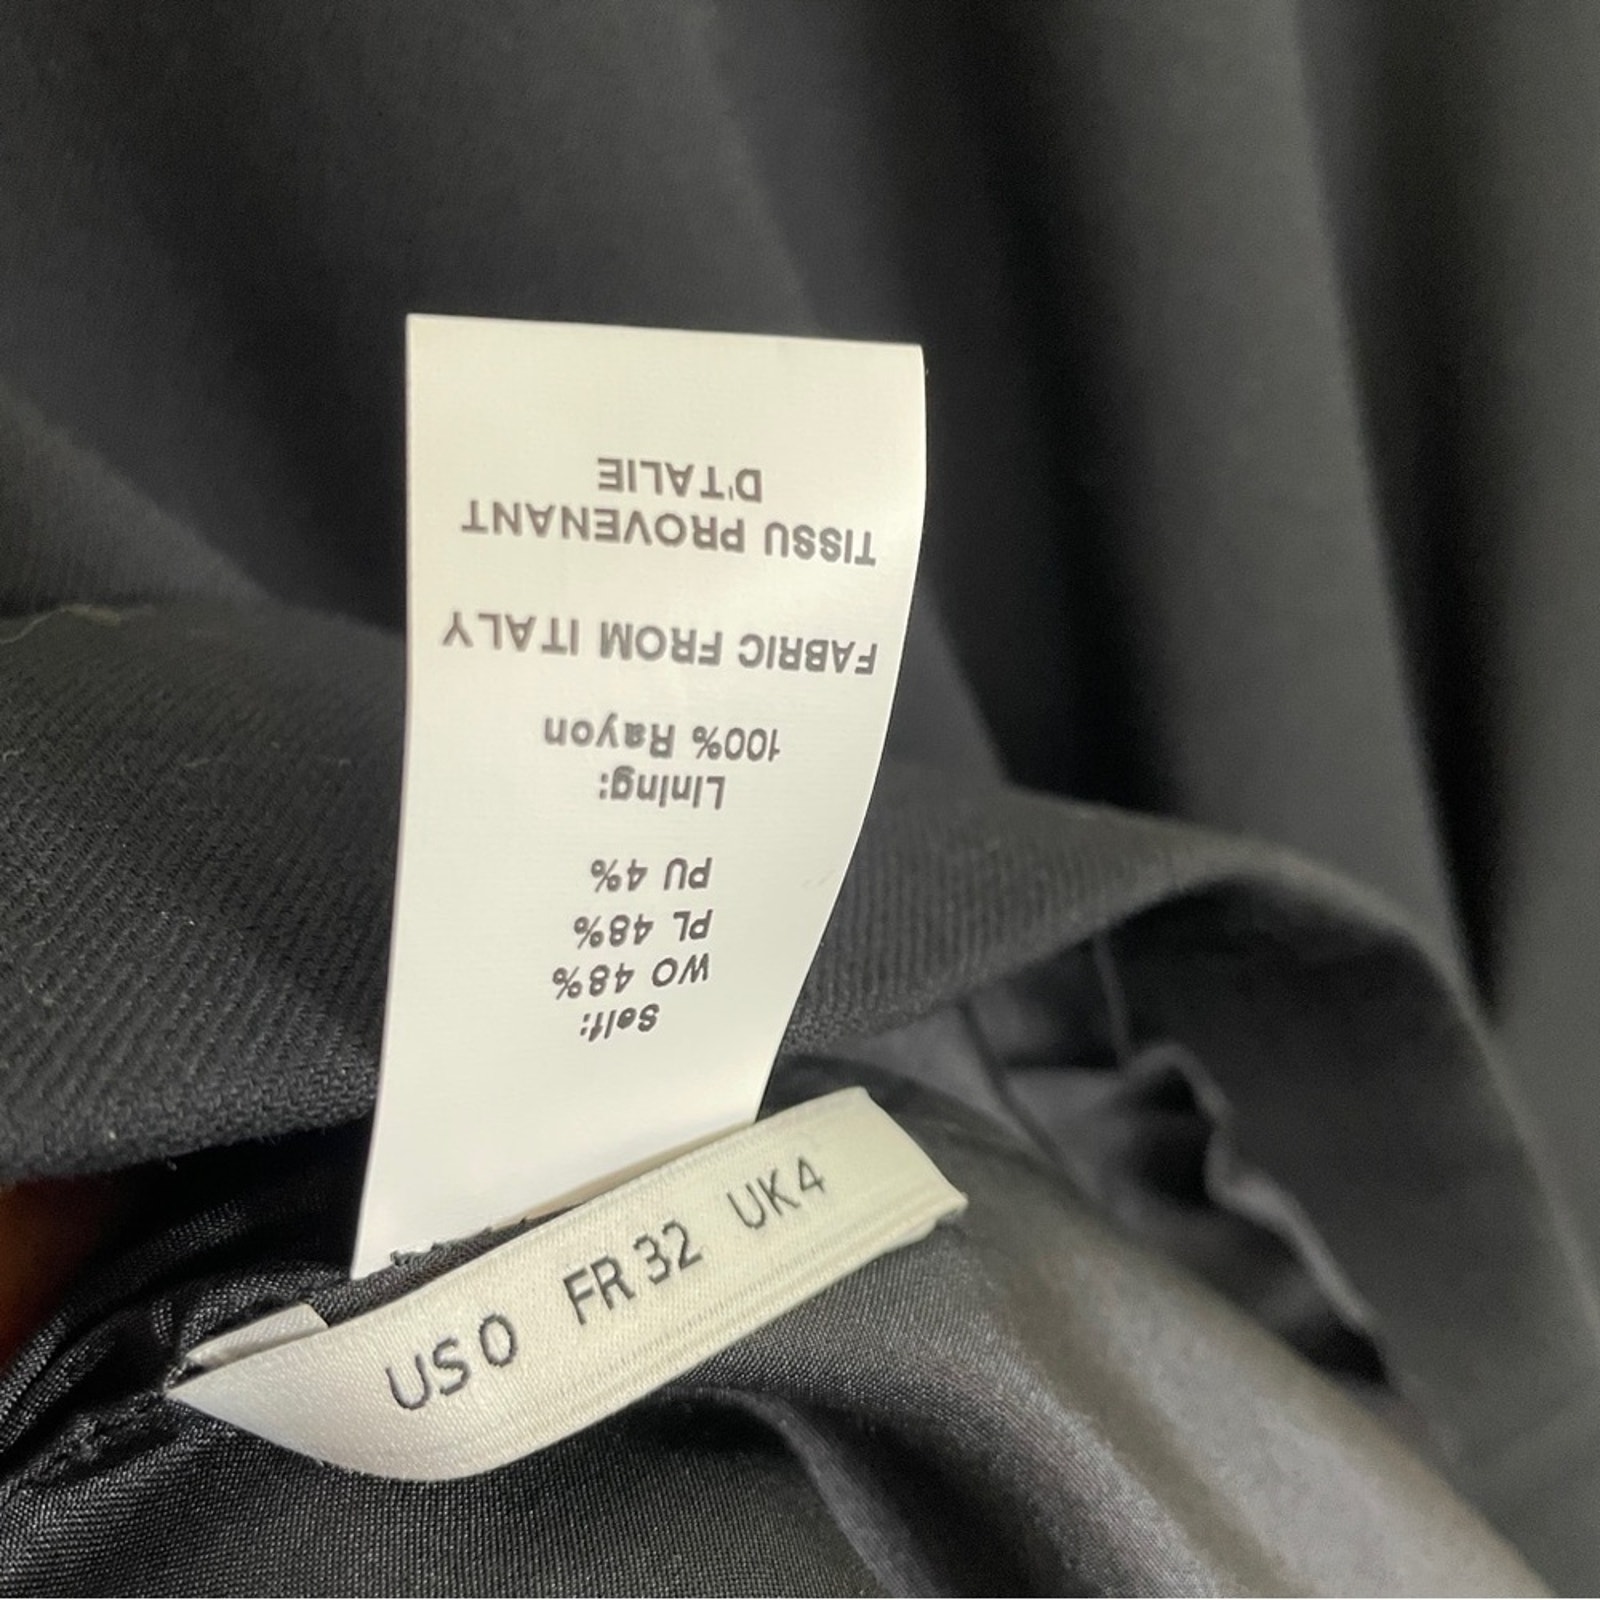 Self:
WO 48%
PL 48%
PU 4%
Lining:
100% Rayon
FABRIC FROM ITALY
TISSU PROVENANT
D'TALIE
US 0 FR 32 UK 4